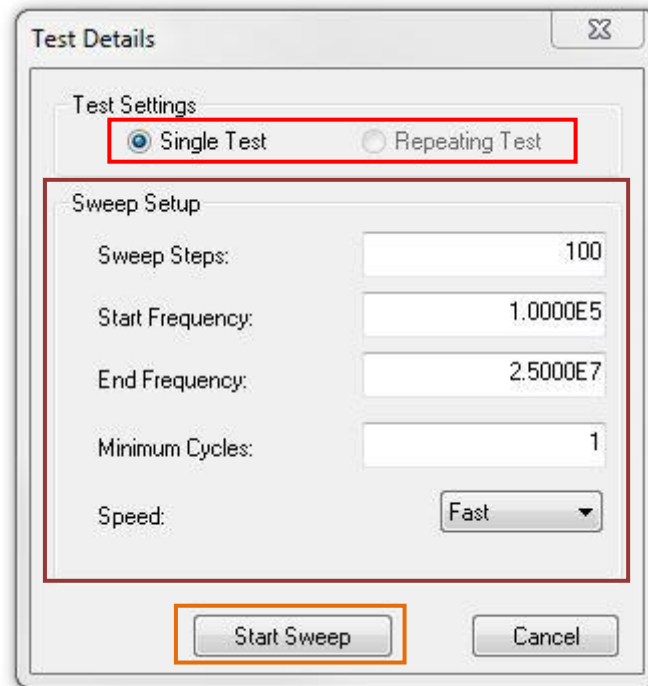 Test Details
Test Settings
Single Test Repeating Test
Sweep Setup
Sweep Steps: 100
Start Frequency: 1.0000E5
End Frequency: 2.5000E7
Minimum Cycles: 1
Speed: Fast
Start Sweep Cancel